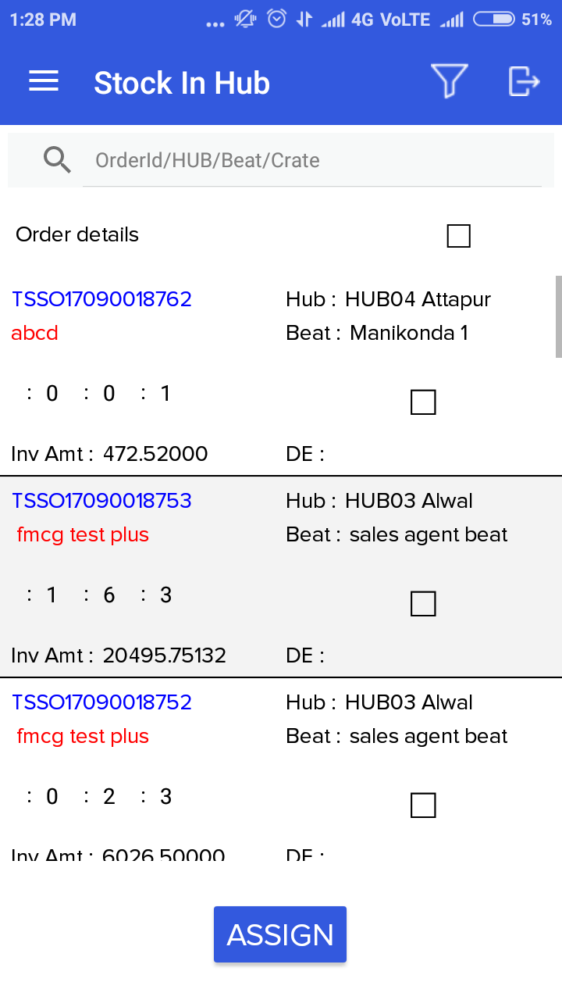 1:28 PM ... 4G VoLTE 51%
Stock In Hub
OrderId/HUB/Beat/Crate
Order details
TSSO17090018762 Hub : HUB04 Attapur
abcd Beat : Manikonda 1
: 0 : 0 : 1
Inv Amt : 472.52000 DE :
TSSO17090018753 Hub : HUB03 Alwal
fmcg test plus Beat : sales agent beat
: 1 : 6 : 3
Inv Amt : 20495.75132 DE :
TSSO17090018752 Hub : HUB03 Alwal
fmcg test plus Beat : sales agent beat
: 0 : 2 : 3
Inv Amt : 6026.50000 DE :
ASSIGN